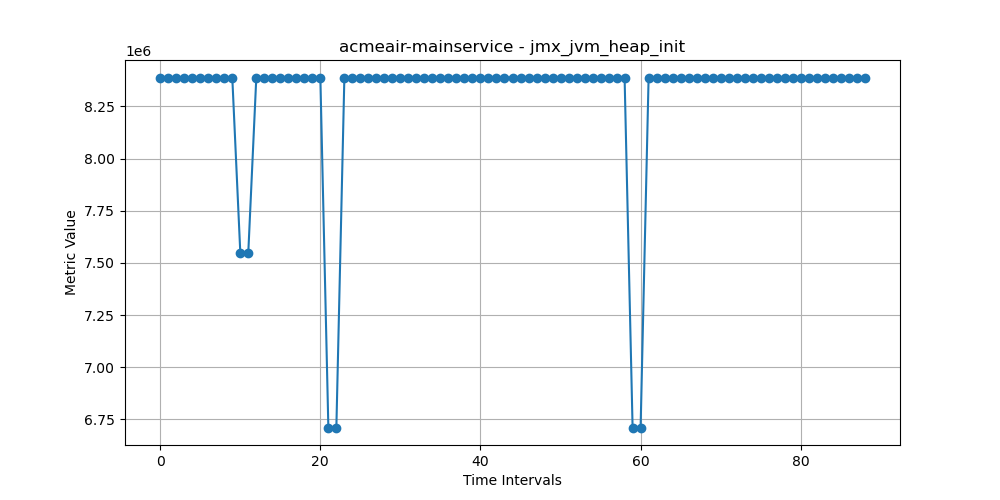 acmeair-mainservice - jmx_jvm_heap_init
1e6
8.25
8.00
7.75
7.50
7.25
7.00
6.75
Metric Value
0 20 40 60 80
Time Intervals